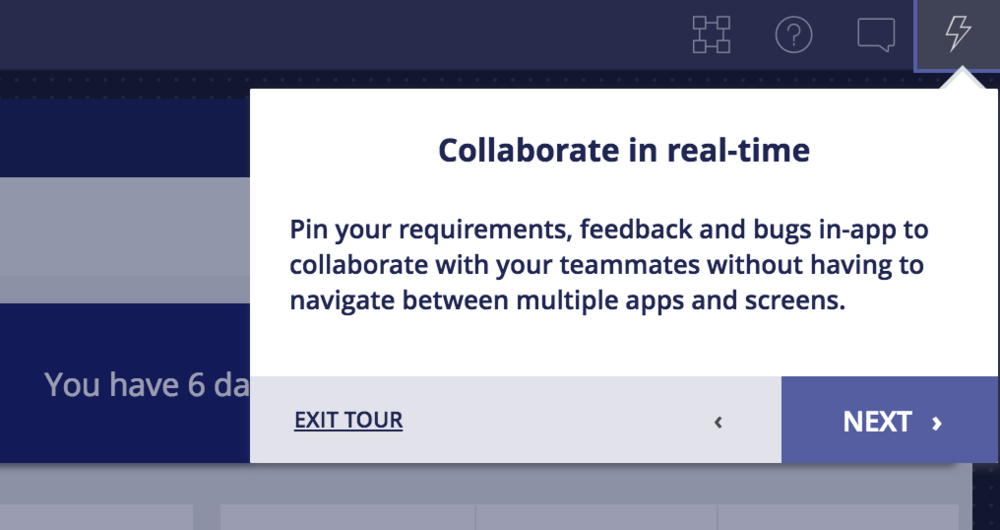 Collaborate in real-time
Pin your requirements, feedback and bugs in-app to
collaborate with your teammates without having to
navigate between multiple apps and screens.
You have 6 da
EXIT TOUR
‹
NEXT ›